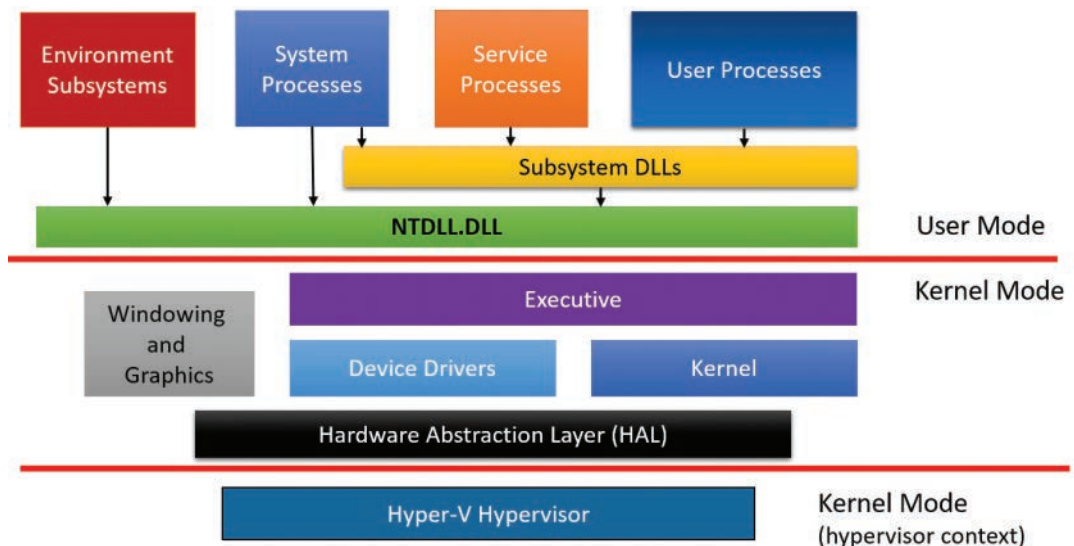 Environment
Subsystems
System
Processes
Service
Processes
User Processes
Subsystem DLLs
NTDLL.DLL
User Mode
Kernel Mode
Executive
Windowing
and
Graphics
Device Drivers
Kernel
Hardware Abstraction Layer (HAL)
Hyper-V Hypervisor
Kernel Mode
(hypervisor context)